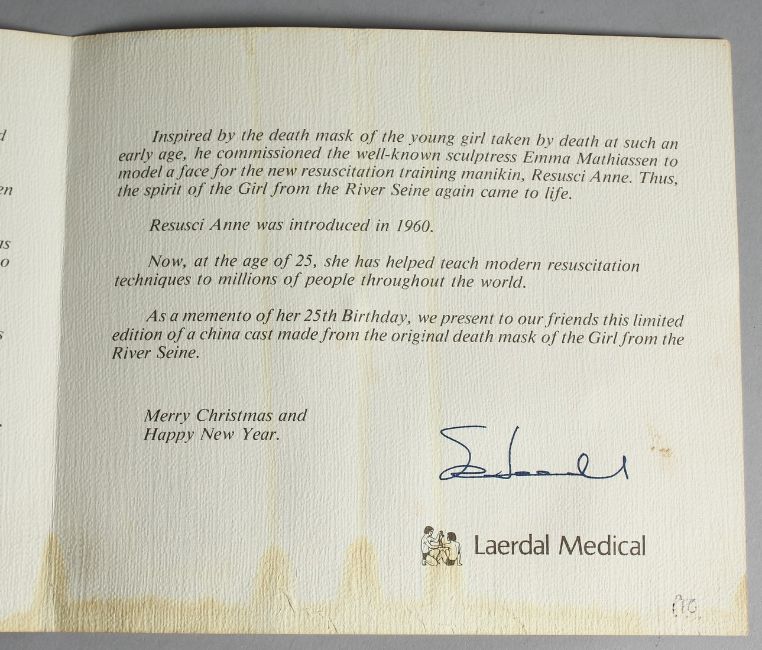 Inspired by the death mask of the young girl taken by death at such an
early age, he commissioned the well-known sculptress Emma Mathiassen to
model a face for the new resuscitation training manikin, Resusci Anne. Thus,
the spirit of the Girl from the River Seine again came to life.
Resusci Anne was introduced in 1960.
Now, at the age of 25, she has helped teach modern resuscitation
techniques to millions of people throughout the world.
As a memento of her 25th Birthday, we present to our friends this limited
edition of a china cast made from the original death mask of the Girl from the
River Seine.
Merry Christmas and
Happy New Year.
Laerdal Medical